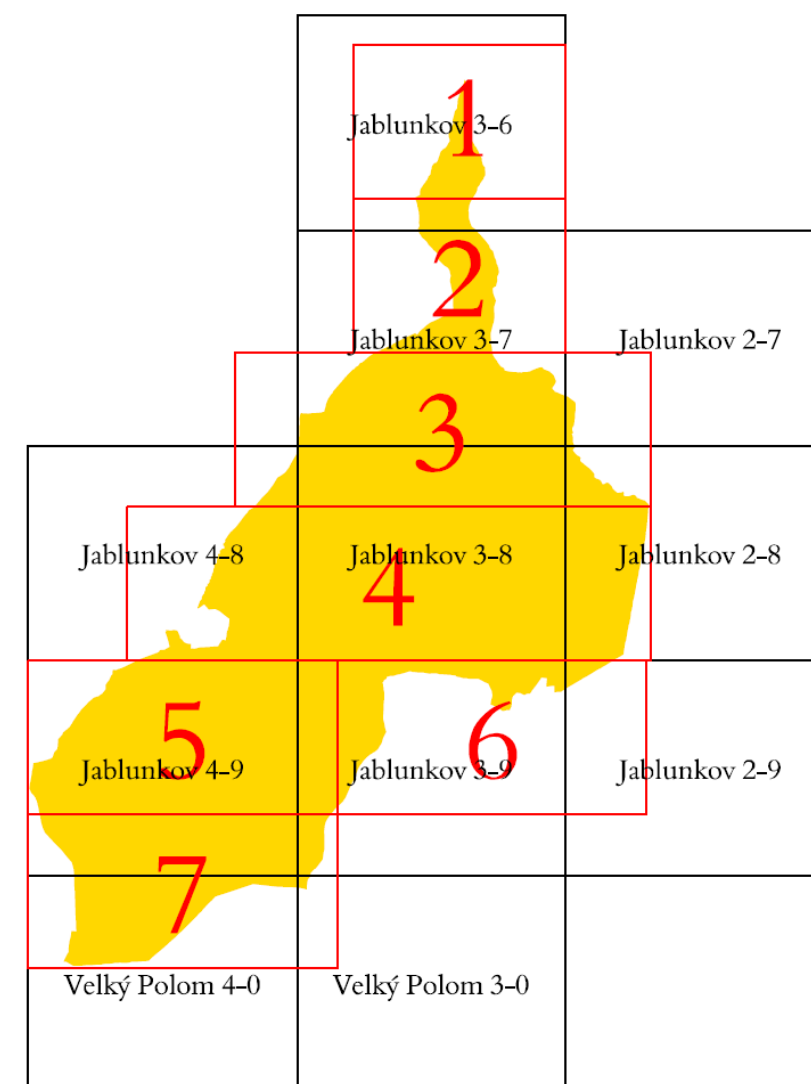 1
Jablunkov 3-6
2
Jablunkov 3-7 Jablunkov 2-7
3
Jablunkov 4-8 Jablunkov 3-8 Jablunkov 2-8
4
5 6
Jablunkov 4-9 Jablunkov 3-9 Jablunkov 2-9
7
Velký Polom 4-0 Velký Polom 3-0